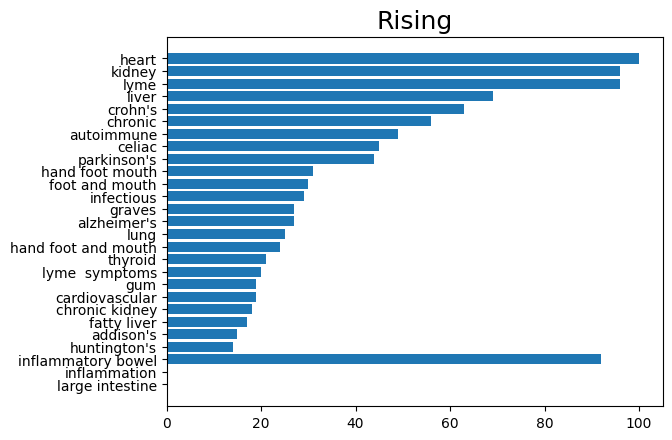 Rising
heart
kidney
lyme
liver
crohn's
chronic
autoimmune
celiac
parkinson's
hand foot mouth
foot and mouth
infectious
graves
alzheimer's
lung
hand foot and mouth
thyroid
lyme  symptoms
gum
cardiovascular
chronic kidney
fatty liver
addison's
huntington's
inflammatory bowel
inflammation
large intestine
0 20 40 60 80 100